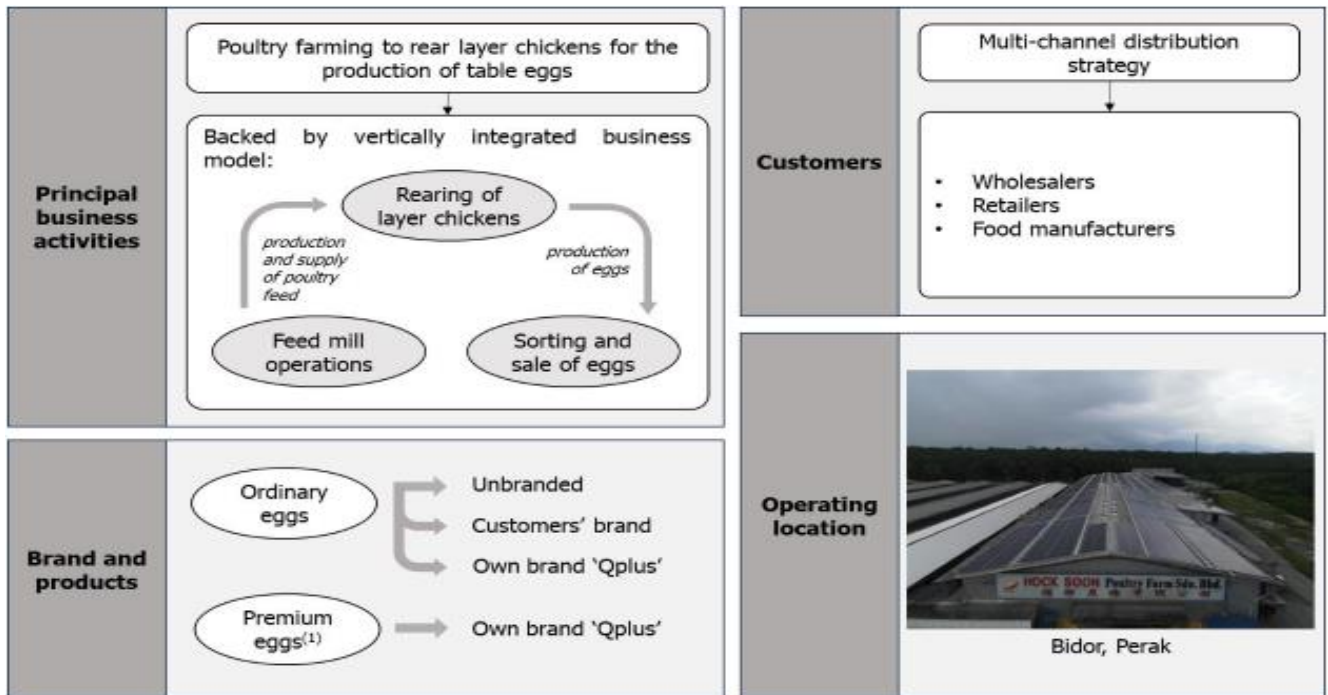 Principal
business
activities
Poultry farming to rear layer chickens for the
production of table eggs
Backed by vertically integrated business
model:
Rearing of
layer chickens
production
and supply
of poultry
feed
production
of eggs
Feed mill
operations
Sorting and
sale of eggs
Brand and
products
Ordinary
eggs
Unbranded
Customers' brand
Own brand 'Qplus'
Premium
eggs(1)
Own brand 'Qplus'
Customers
Multi-channel distribution
strategy
• Wholesalers
• Retailers
• Food manufacturers
Operating
location
HOCK SOON Poultry Farm Sdn. Bhd.
Bidor, Perak